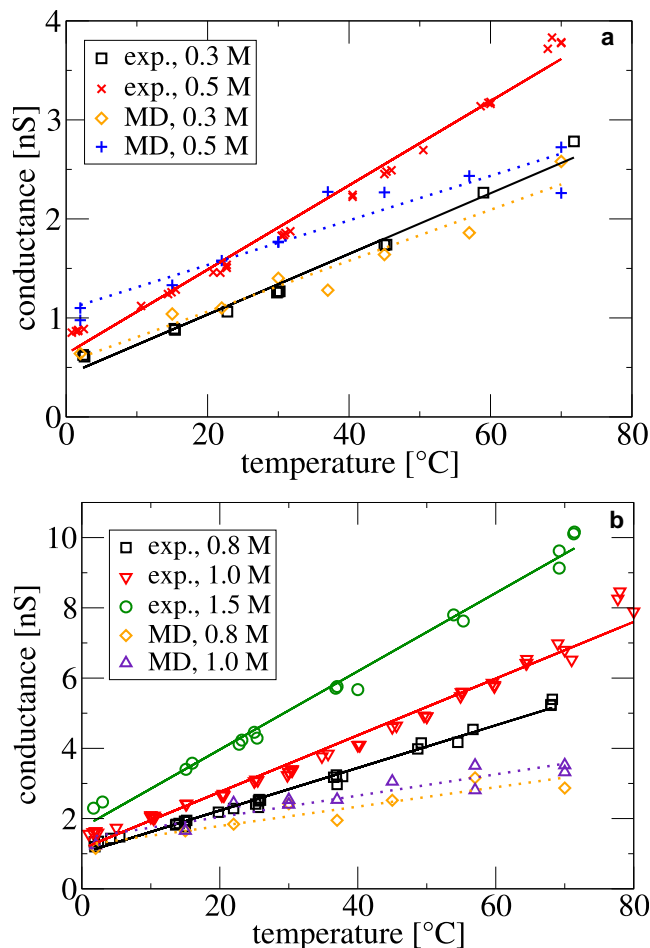 4
a
exp., 0.3 M
exp., 0.5 M
3
MD, 0.3 M
MD, 0.5 M
2
1
0
0
20
40
60
80
conductance [nS]
temperature [°C]
b
10
exp., 0.8 M
exp., 1.0 M
exp., 1.5 M
8
MD, 0.8 M
MD, 1.0 M
6
4
2
0
0
20
40
60
80
conductance [nS]
temperature [°C]